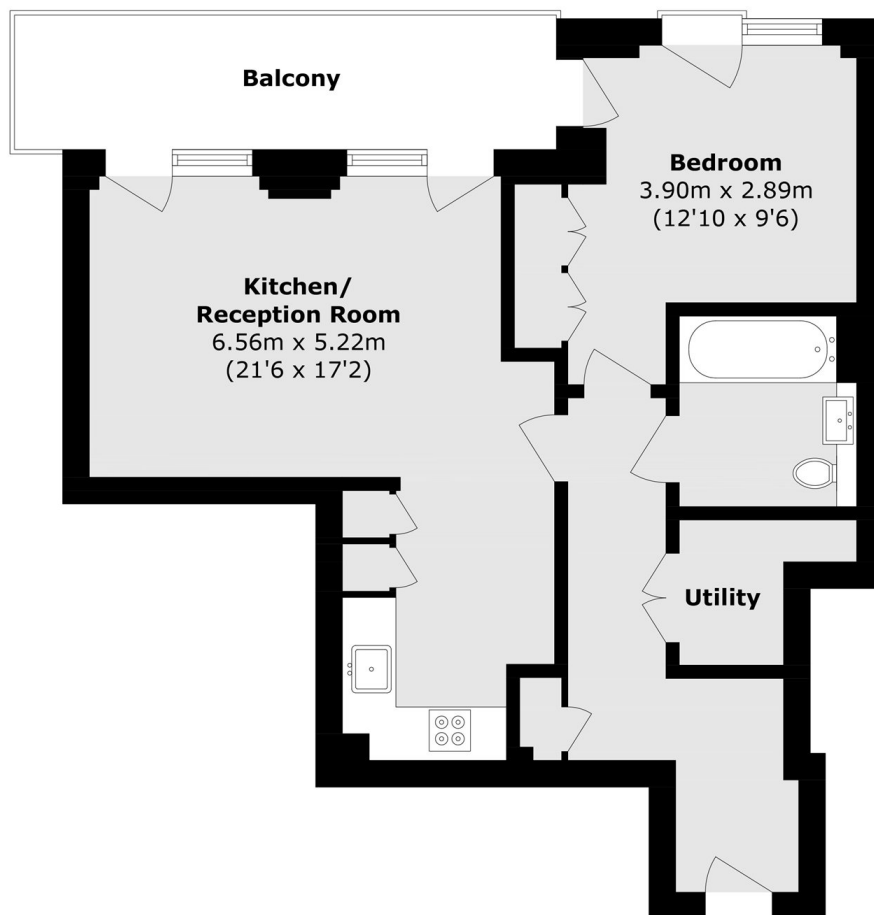 Balcony
Bedroom
3.90m x 2.89m
(12'10 x 9'6)
Kitchen/
Reception Room
6.56m x 5.22m
(21'6 x 17'2)
Utility